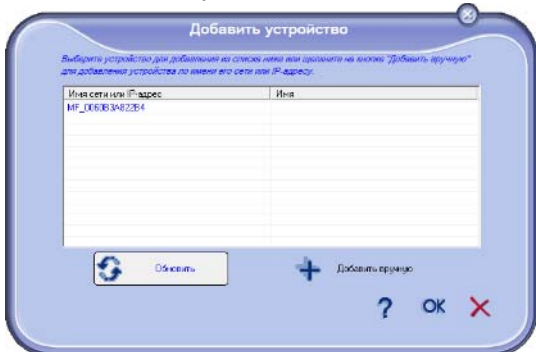 Добавить устройство
Выберите устройство для добавления из списка ниже или щелкните на кнопке "Добавить вручную"
для добавления устройства по имени его сети или IP-адресу.
Имя сети или IP-адрес Имя
MF_0060B3A822B4
Обновить Добавить вручную
? OK